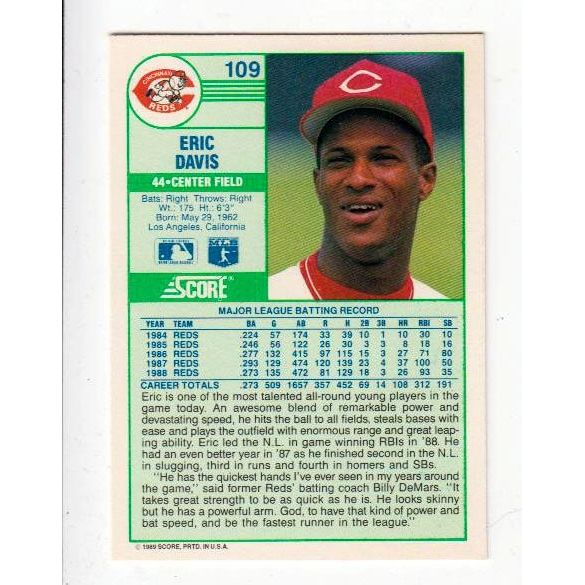 109
CINCINNATI
REDS
ERIC
DAVIS
44•CENTER FIELD
Bats: Right Throws: Right
Wt.: 175 Ht.: 6'3"
Born: May 29, 1962
Los Angeles, California
SCORE®
C
MAJOR LEAGUE BATTING RECORD
YEAR TEAM BA G AB R H 2B 3B HR RBI SB
1984 REDS .224 57 174 33 39 10 1 10 30 10
1985 REDS .246 56 122 26 30 3 3 8 18 16
1986 REDS .277 132 415 97 115 15 3 27 71 80
1987 REDS .293 129 474 120 139 23 4 37 100 50
1988 REDS .273 135 472 81 129 18 3 26 93 35
CAREER TOTALS .273 509 1657 357 452 69 14 108 312 191
Eric is one of the most talented all-round young players in the
game today. An awesome blend of remarkable power and
devastating speed, he hits the ball to all fields, steals bases with
ease and plays the outfield with enormous range and great leap-
ing ability. Eric led the N.L. in game winning RBIs in '88. He
had an even better year in '87 as he finished second in the N.L.
in slugging, third in runs and fourth in homers and SBs.
"He has the quickest hands I've ever seen in my years around
the game," said former Reds' batting coach Billy DeMars. "It
takes great strength to be as quick as he is. He looks skinny
but he has a powerful arm. God, to have that kind of power and
bat speed, and be the fastest runner in the league."
© 1989 SCORE, PRTD. IN U.S.A.